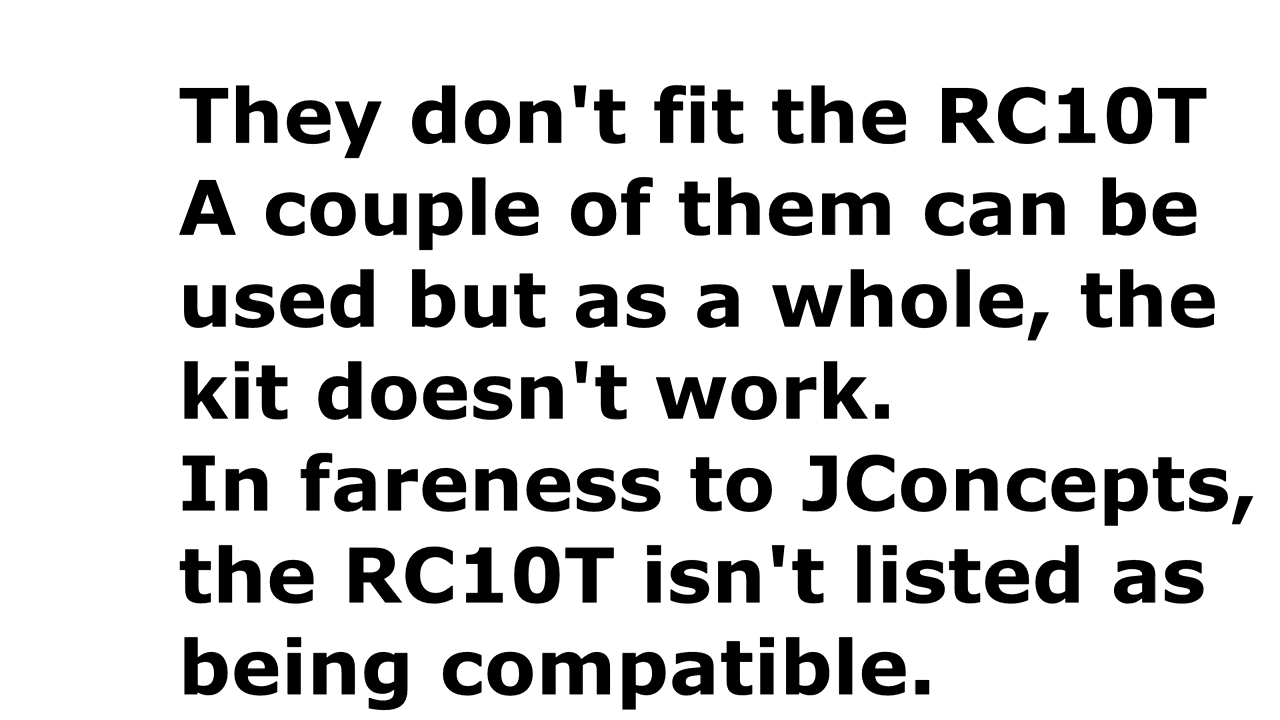 They don't fit the RC10T
A couple of them can be
used but as a whole, the
kit doesn't work.
In fareness to JConcepts,
the RC10T isn't listed as
being compatible.